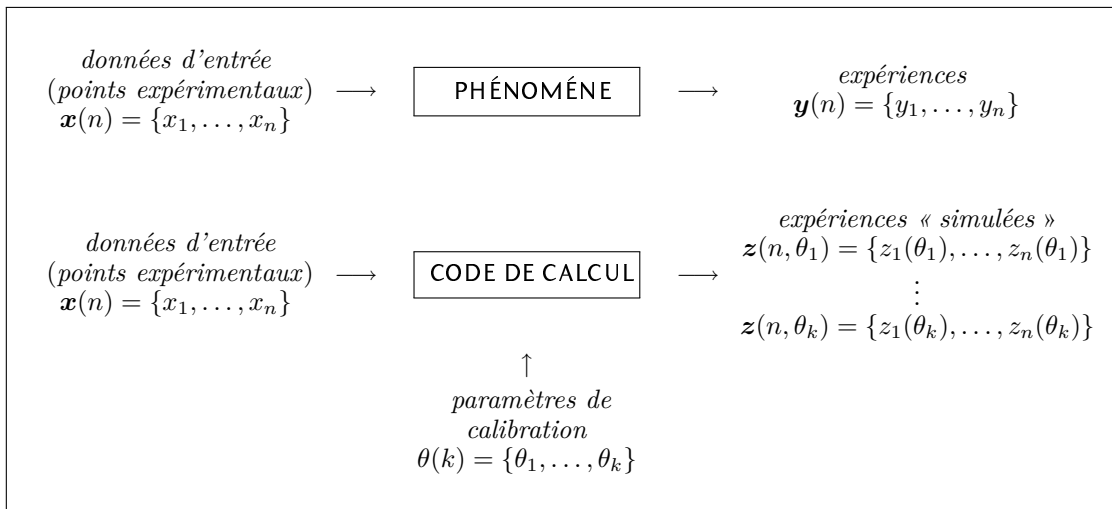 données d'entrée
(points expérimentaux)
x(n) = {x₁, . . . , xₙ}
⟶
PHÉNOMÉNE
⟶
expériences
y(n) = {y₁, . . . , yₙ}
données d'entrée
(points expérimentaux)
x(n) = {x₁, . . . , xₙ}
⟶
CODE DE CALCUL
⟶
expériences « simulées »
z(n, θ₁) = {z₁(θ₁), . . . , zₙ(θ₁)}
⋮
z(n, θₖ) = {z₁(θₖ), . . . , zₙ(θₖ)}
↑
paramètres de
calibration
θ(k) = {θ₁, . . . , θₖ}